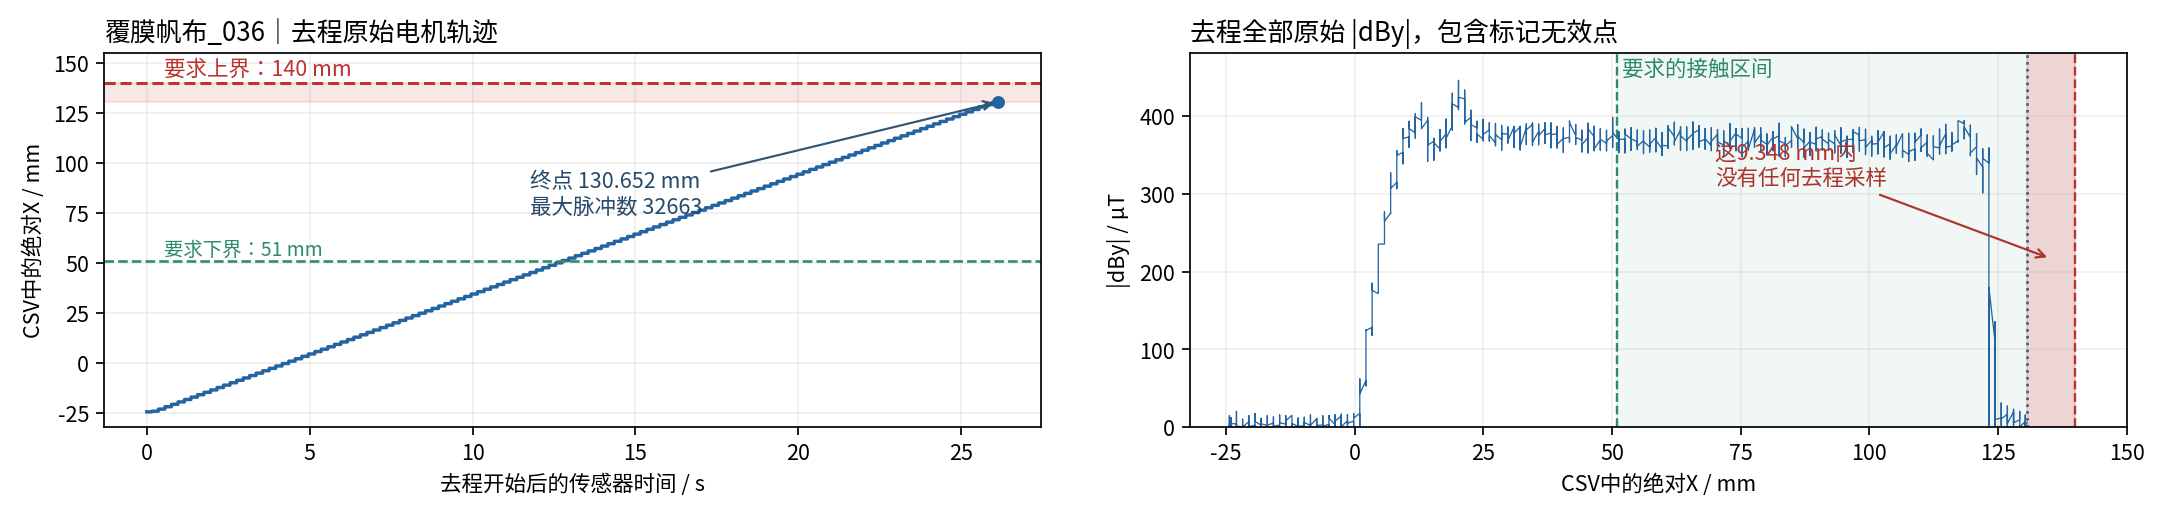 覆膜帆布_036｜去程原始电机轨迹
CSV中的绝对X / mm
150
125
100
75
50
25
0
-25
要求上界：140 mm
终点 130.652 mm
最大脉冲数 32663
要求下界：51 mm
0
5
10
15
20
25
去程开始后的传感器时间 / s
去程全部原始 |dBy|，包含标记无效点
|dBy| / μT
400
300
200
100
0
要求的接触区间
这9.348 mm内
没有任何去程采样
-25
0
25
50
75
100
125
150
CSV中的绝对X / mm